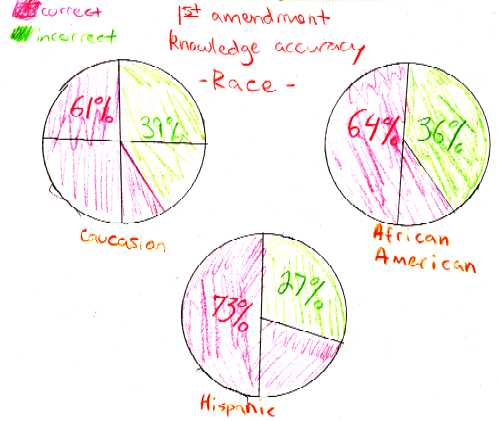 correct
incorrect
1st amendment
knowledge accuracy
- Race -
61%
39%
Caucasian
64%
36%
African
American
73%
27%
Hispanic